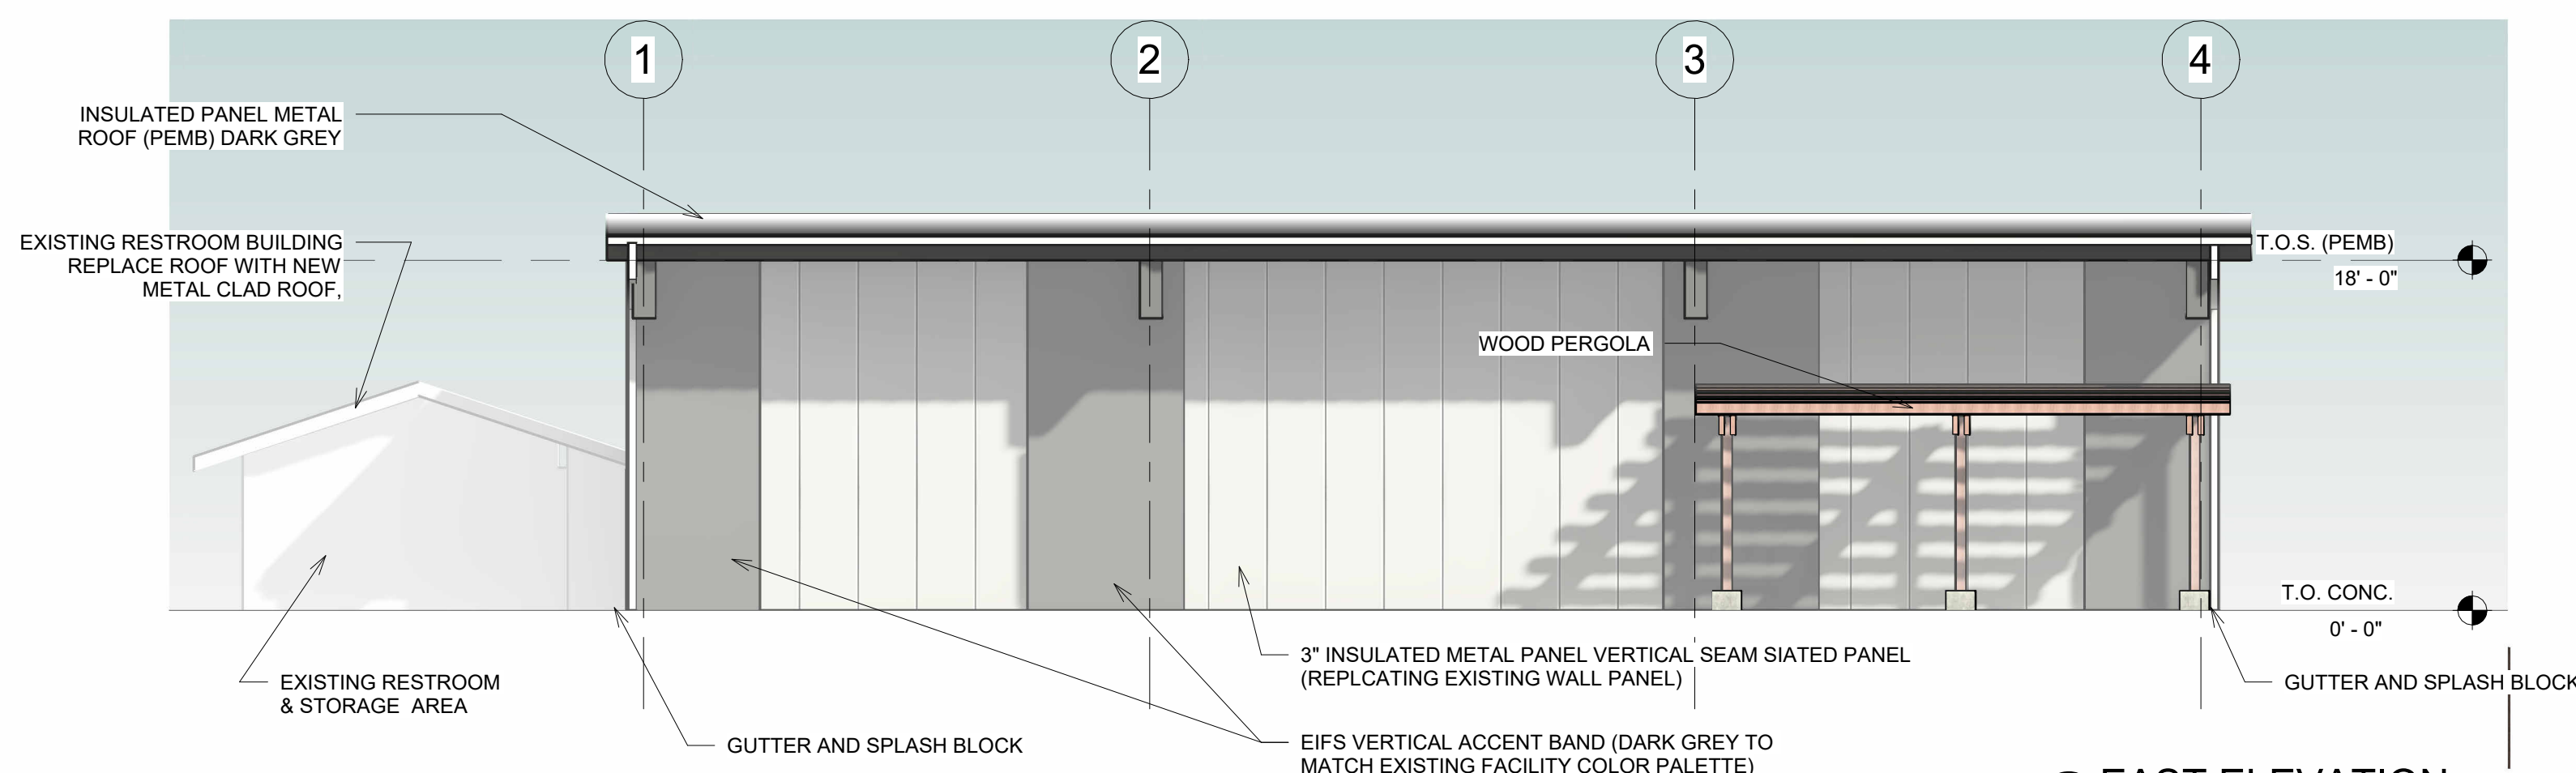 1
2
3
4
INSULATED PANEL METAL
ROOF (PEMB) DARK GREY
EXISTING RESTROOM BUILDING
REPLACE ROOF WITH NEW
METAL CLAD ROOF,
T.O.S. (PEMB)
18' - 0"
WOOD PERGOLA
T.O. CONC.
0' - 0"
3" INSULATED METAL PANEL VERTICAL SEAM SIATED PANEL
(REPLCATING EXISTING WALL PANEL)
EXISTING RESTROOM
& STORAGE AREA
GUTTER AND SPLASH BLOCK
GUTTER AND SPLASH BLOCK
EIFS VERTICAL ACCENT BAND (DARK GREY TO
MATCH EXISTING FACILITY COLOR PALETTE)
EAST ELEVATION